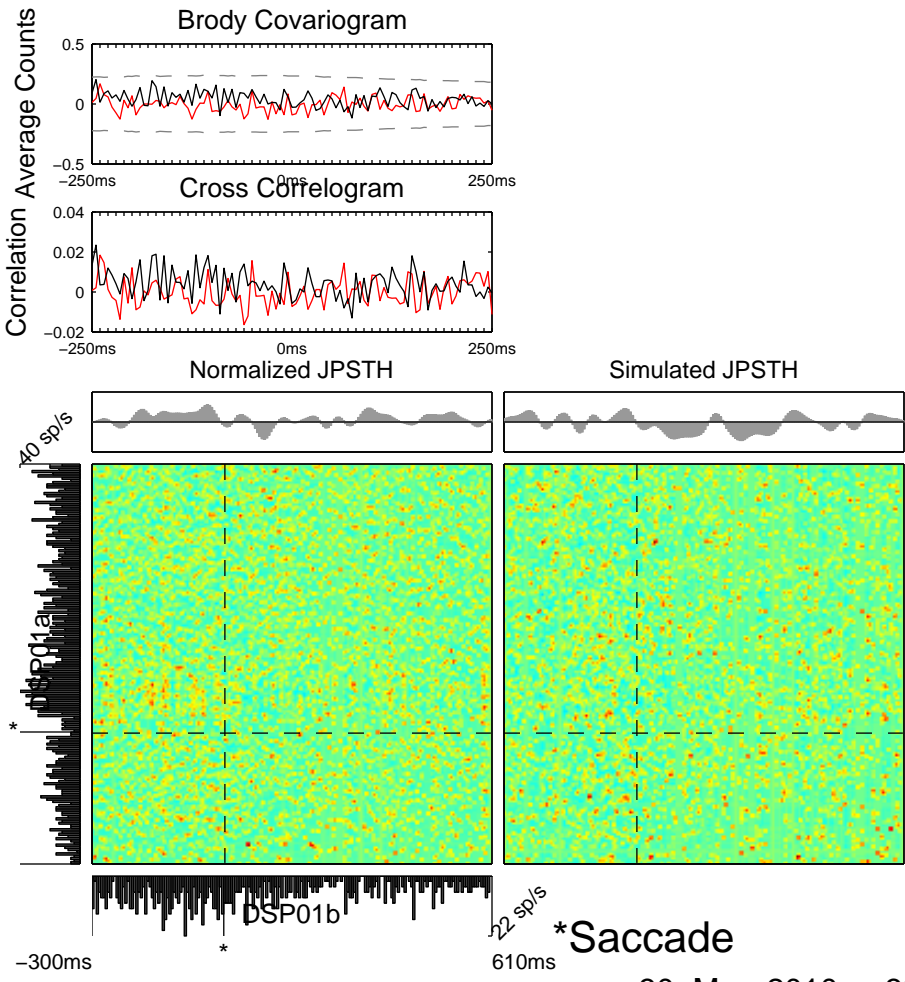 Brody Covariogram
Average Counts
0.5
0
−0.5
−250ms
0ms
250ms
Cross Correlogram
Correlation
0.04
0.02
0
−0.02
−250ms
0ms
250ms
Normalized JPSTH
Simulated JPSTH
40 sp/s
DSP01a
*
DSP01b
22 sp/s
*
*Saccade
−300ms
610ms